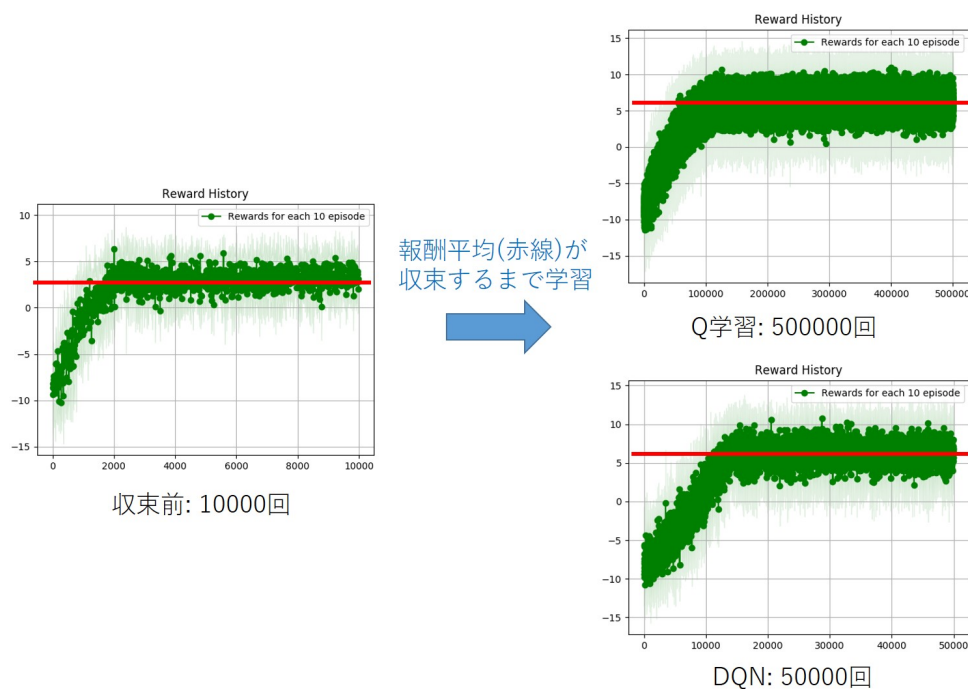 Reward History
Rewards for each 10 episode
10
5
0
−5
−10
−15
0 2000 4000 6000 8000 10000
収束前: 10000回
報酬平均(赤線)が
収束するまで学習
Reward History
Rewards for each 10 episode
15
10
5
0
−5
−10
−15
0 100000 200000 300000 400000 500000
Q学習: 500000回
Reward History
Rewards for each 10 episode
15
10
5
0
−5
−10
−15
0 10000 20000 30000 40000 50000
DQN: 50000回